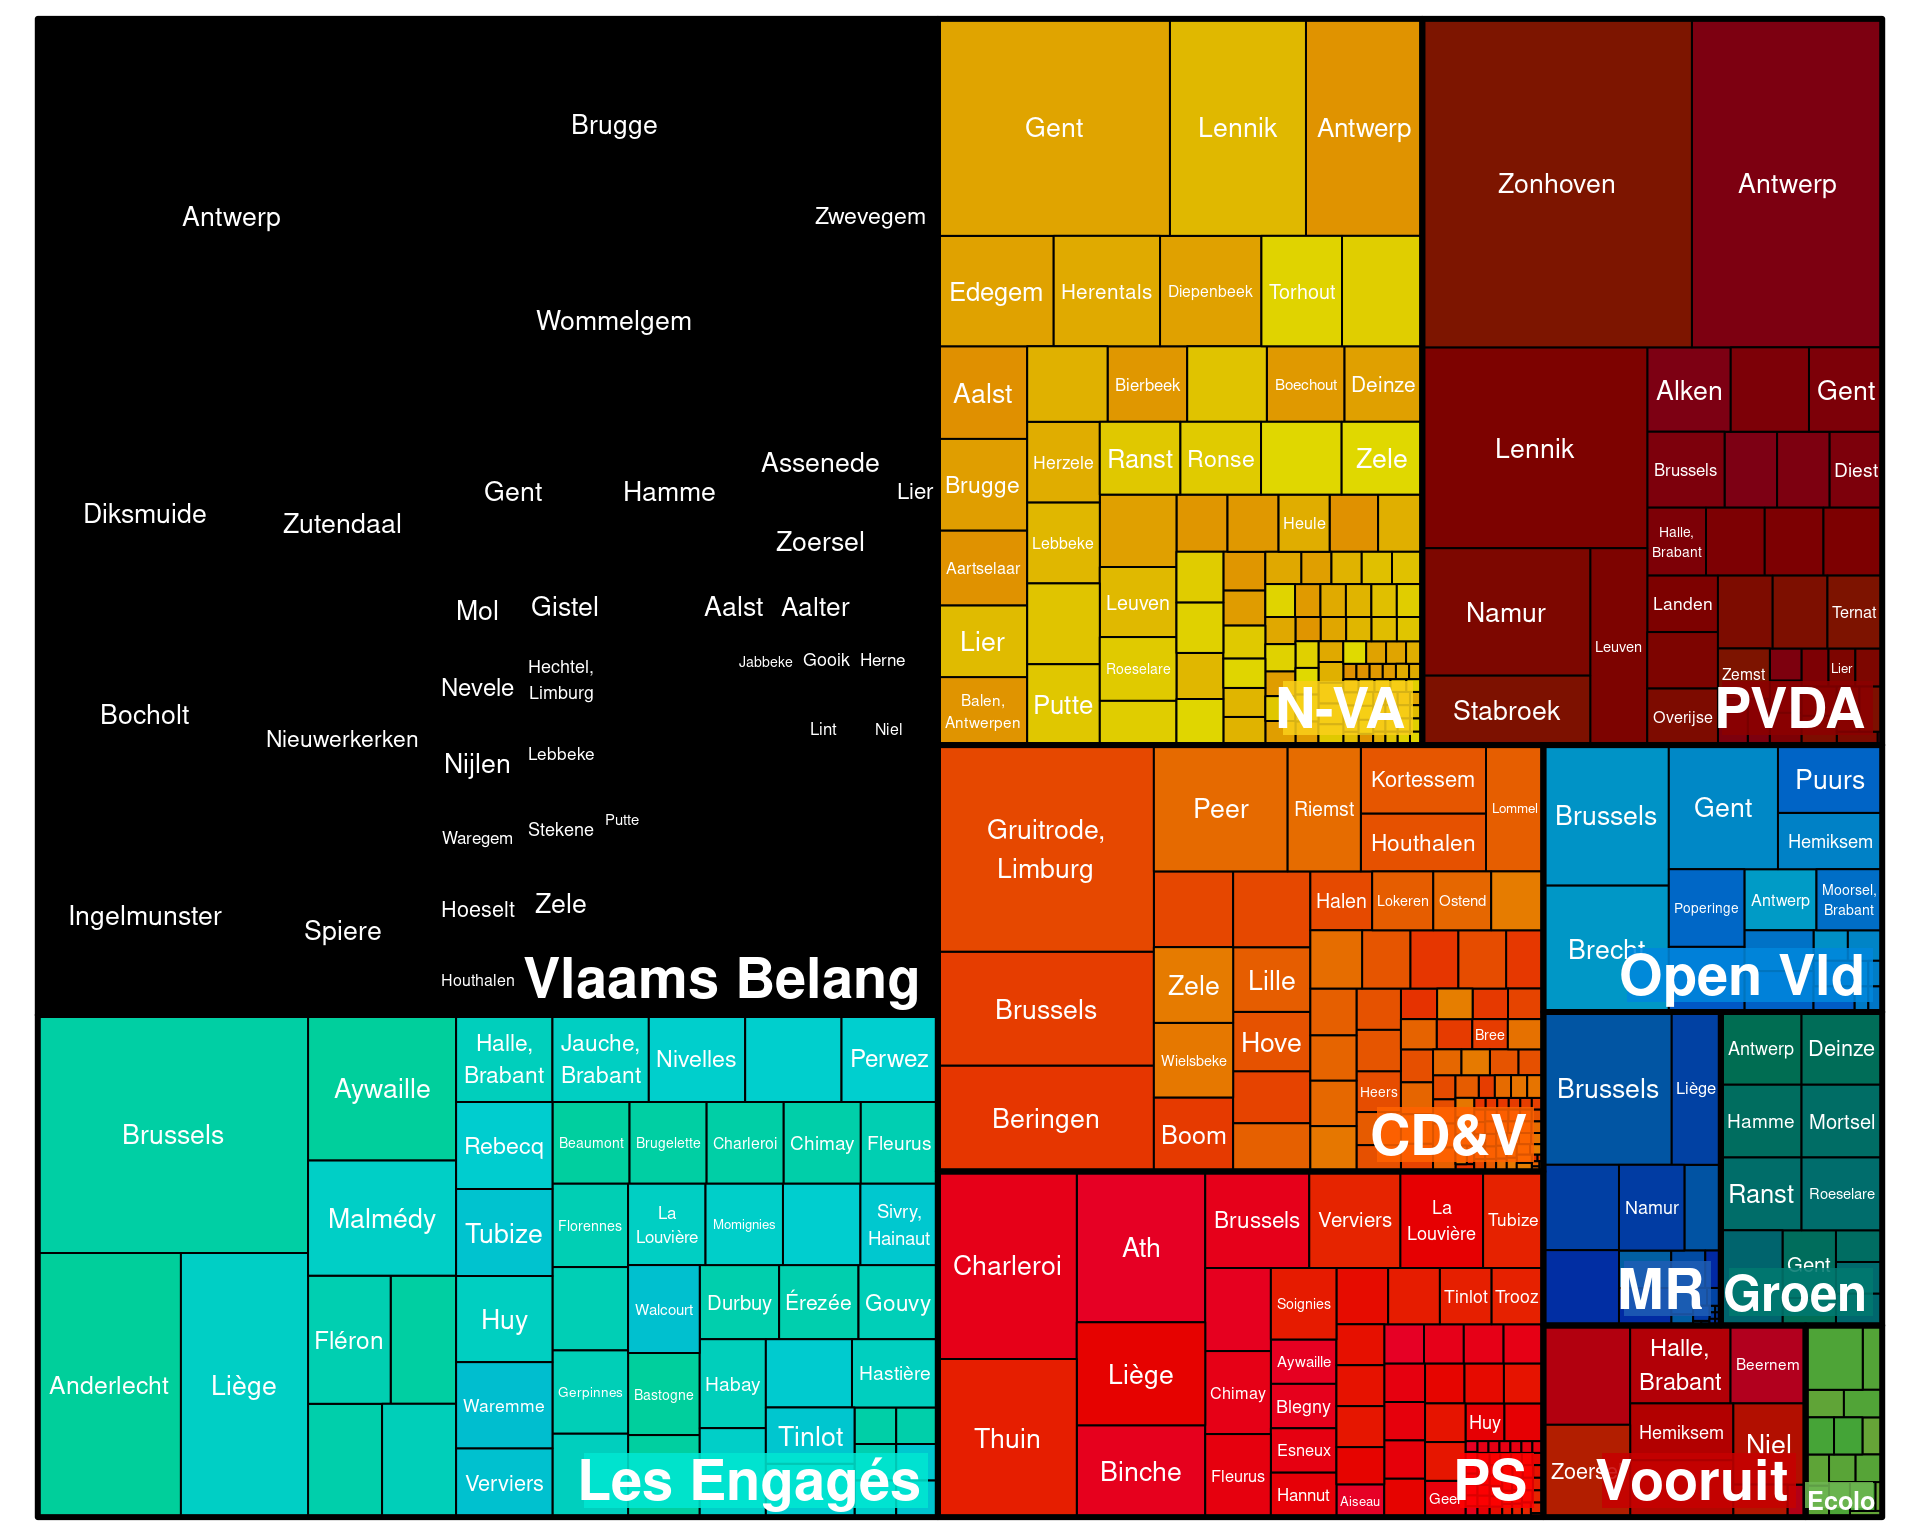 Brugge
Antwerp
Zwevegem
Wommelgem
Assenede
Gent
Hamme
Lier
Diksmuide
Zutendaal
Zoersel
Mol
Gistel
Aalst
Aalter
Jabbeke
Gooik
Herne
Hechtel,
Limburg
Nevele
Bocholt
Lint
Niel
Nieuwerkerken
Nijlen
Lebbeke
Waregem
Stekene
Putte
Ingelmunster
Spiere
Hoeselt
Zele
Houthalen
Vlaams Belang
Gent
Lennik
Antwerp
Edegem
Herentals
Diepenbeek
Torhout
Aalst
Bierbeek
Boechout
Deinze
Brugge
Herzele
Ranst
Ronse
Zele
Aartselaar
Lebbeke
Heule
Lier
Leuven
Balen,
Antwerpen
Putte
Roeselare
N-VA
Zonhoven
Antwerp
Lennik
Alken
Gent
Brussels
Diest
Halle,
Brabant
Namur
Leuven
Landen
Ternat
Zemst
Lier
Stabroek
Overijse
PVDA
Gruitrode,
Limburg
Peer
Riemst
Kortessem
Houthalen
Lommel
Halen
Lokeren
Ostend
Brussels
Zele
Lille
Wielsbeke
Hove
Bree
Beringen
Boom
Heers
CD&V
Brussels
Gent
Puurs
Hemiksem
Brecht
Poperinge
Antwerp
Moorsel,
Brabant
Open Vld
Brussels
Liège
Namur
MR
Antwerp
Deinze
Hamme
Mortsel
Ranst
Roeselare
Gent
Groen
Brussels
Aywaille
Halle,
Brabant
Jauche,
Brabant
Nivelles
Perwez
Rebecq
Beaumont
Brugelette
Charleroi
Chimay
Fleurus
Malmédy
Tubize
Florennes
La
Louvière
Momignies
Sivry,
Hainaut
Anderlecht
Liège
Fléron
Huy
Walcourt
Durbuy
Érezée
Gouvy
Waremme
Gerpinnes
Bastogne
Habay
Hastière
Verviers
Tinlot
Les Engagés
Charleroi
Ath
Brussels
Verviers
La
Louvière
Tubize
Soignies
Tinlot
Trooz
Thuin
Liège
Chimay
Aywaille
Blegny
Binche
Fleurus
Esneux
Hannut
Huy
Aiseau
Geer
PS
Halle,
Brabant
Beernem
Hemiksem
Zoersel
Niel
Vooruit
Ecolo